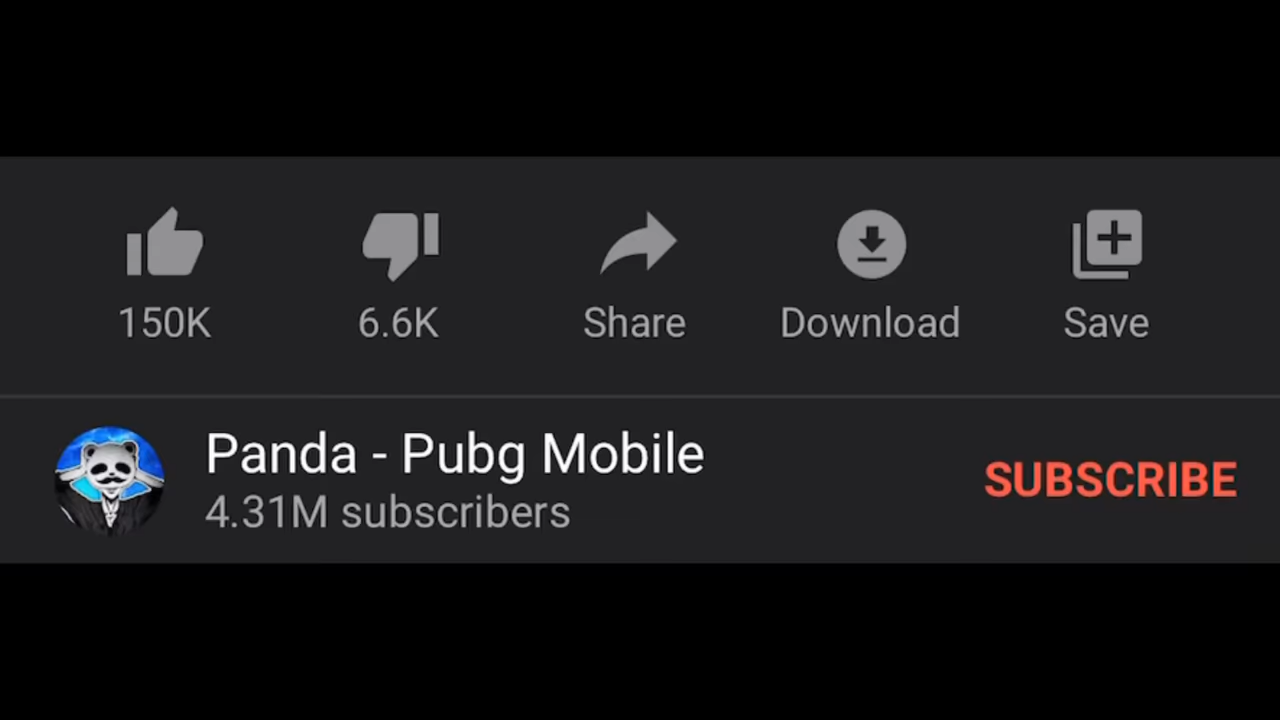 150K 6.6K Share Download Save
Panda - Pubg Mobile
4.31M subscribers
SUBSCRIBE